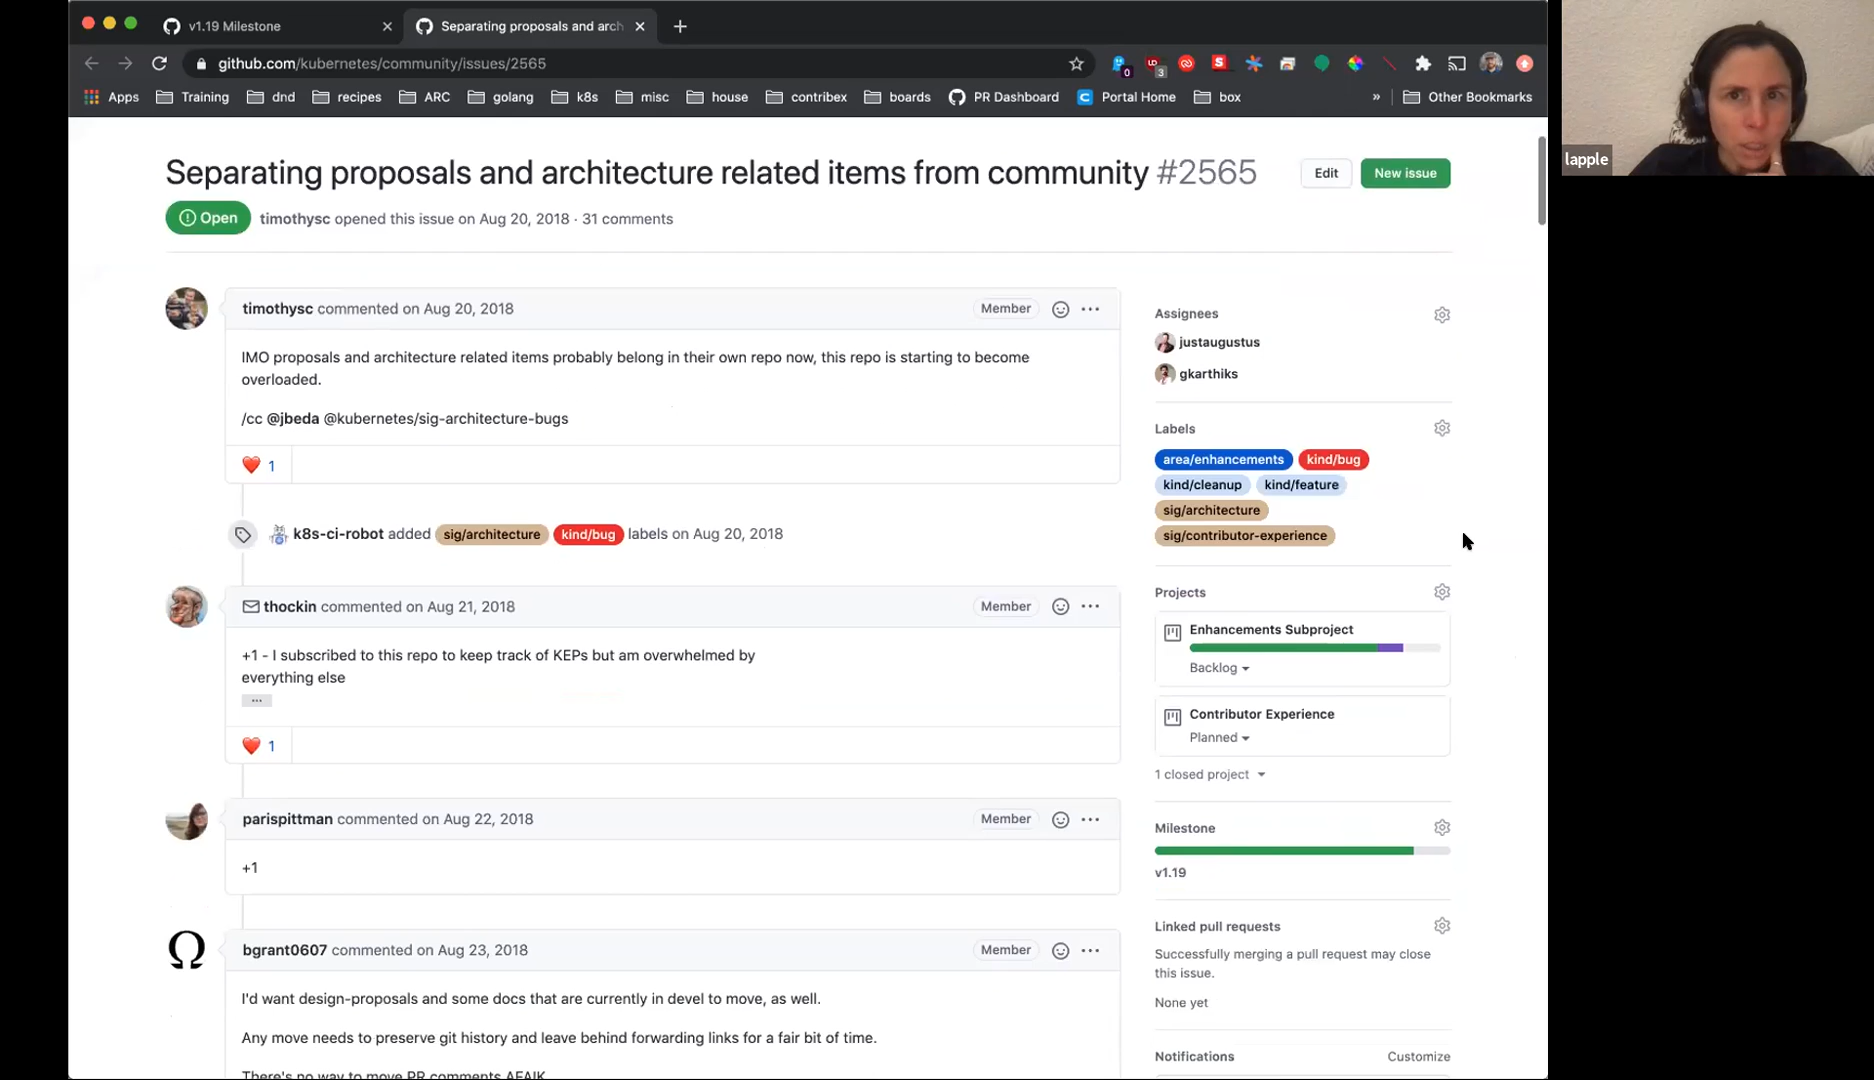 v1.19 Milestone
Separating proposals and arch
github.com/kubernetes/community/issues/2565
0
3
Apps
Training
dnd
recipes
ARC
golang
k8s
misc
house
contribex
boards
PR Dashboard
Portal Home
box
»
Other Bookmarks
lapple
Separating proposals and architecture related items from community #2565
Edit
New issue
Open
timothysc opened this issue on Aug 20, 2018 · 31 comments
timothysc commented on Aug 20, 2018
Member
IMO proposals and architecture related items probably belong in their own repo now, this repo is starting to become
overloaded.
/cc @jbeda @kubernetes/sig-architecture-bugs
1
k8s-ci-robot added sig/architecture kind/bug labels on Aug 20, 2018
thockin commented on Aug 21, 2018
Member
+1 - I subscribed to this repo to keep track of KEPs but am overwhelmed by
everything else
...
1
parispittman commented on Aug 22, 2018
Member
+1
Ω
bgrant0607 commented on Aug 23, 2018
Member
I'd want design-proposals and some docs that are currently in devel to move, as well.
Any move needs to preserve git history and leave behind forwarding links for a fair bit of time.
There's no way to move PR comments AFAIK
Assignees
justaugustus
gkarthiks
Labels
area/enhancements kind/bug
kind/cleanup kind/feature
sig/architecture
sig/contributor-experience
Projects
Enhancements Subproject
Backlog
Contributor Experience
Planned
1 closed project
Milestone
v1.19
Linked pull requests
Successfully merging a pull request may close
this issue.
None yet
Notifications
Customize